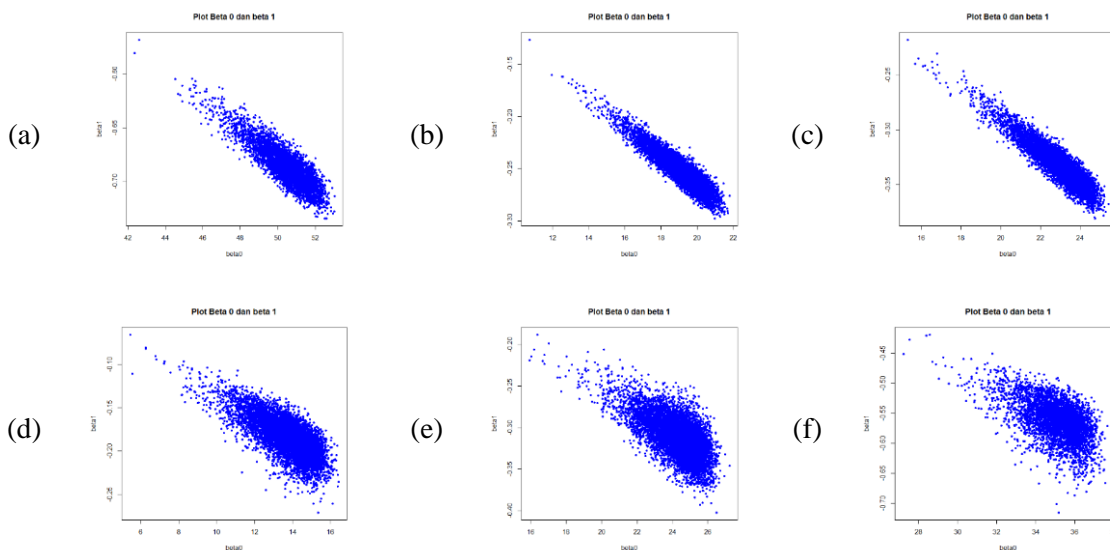 Plot Beta 0 dan beta 1
Plot Beta 0 dan beta 1
Plot Beta 0 dan beta 1
(a)
beta1
-0.60
-0.65
-0.70
42 44 46 48 50 52
beta0
(b)
beta1
-0.15
-0.20
-0.25
-0.30
12 14 16 18 20 22
beta0
(c)
beta1
-0.25
-0.30
-0.35
16 18 20 22 24
beta0
Plot Beta 0 dan beta 1
Plot Beta 0 dan beta 1
Plot Beta 0 dan beta 1
(d)
beta1
-0.10
-0.15
-0.20
-0.25
6 8 10 12 14 16
beta0
(e)
beta1
-0.20
-0.25
-0.30
-0.35
-0.40
16 18 20 22 24 26
beta0
(f)
beta1
-0.45
-0.50
-0.55
-0.60
-0.65
-0.70
28 30 32 34 36
beta0